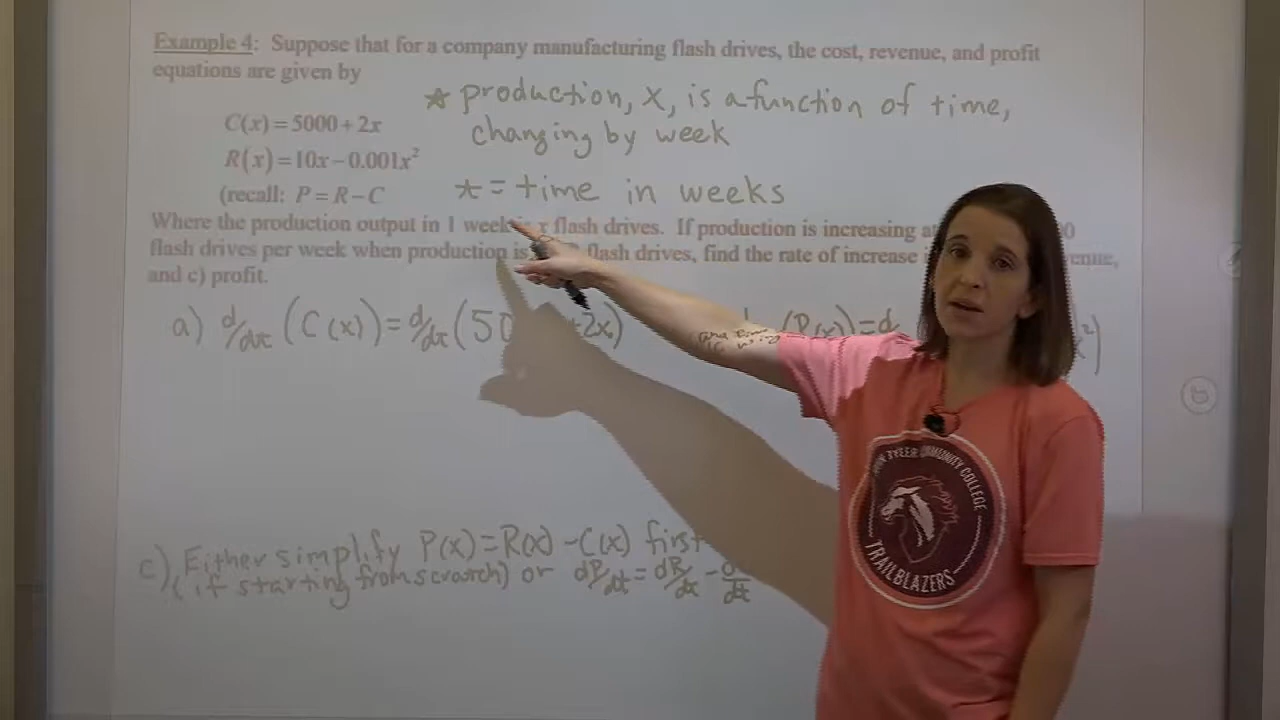 Example 4: Suppose that for a company manufacturing flash drives, the cost, revenue, and profit
equations are given by
* production, x, is a function of time,
changing by week
C(x) = 5000 + 2x
R(x) = 10x – 0.001x²
(recall: P = R – C
t = time in weeks
Where the production output in 1 week is x flash drives. If production is increasing
flash drives per week when production is flash drives, find the rate of increase
and c) profit.
a) d/dt (C(x)) = d/dt (50 +2x)
c) Either simplify P(x) = R(x) - C(x) first
(if starting from scratch) or dP/dt = dR/dt -
TYLER COMMUNITY COLLEGE
TRAILBLAZERS